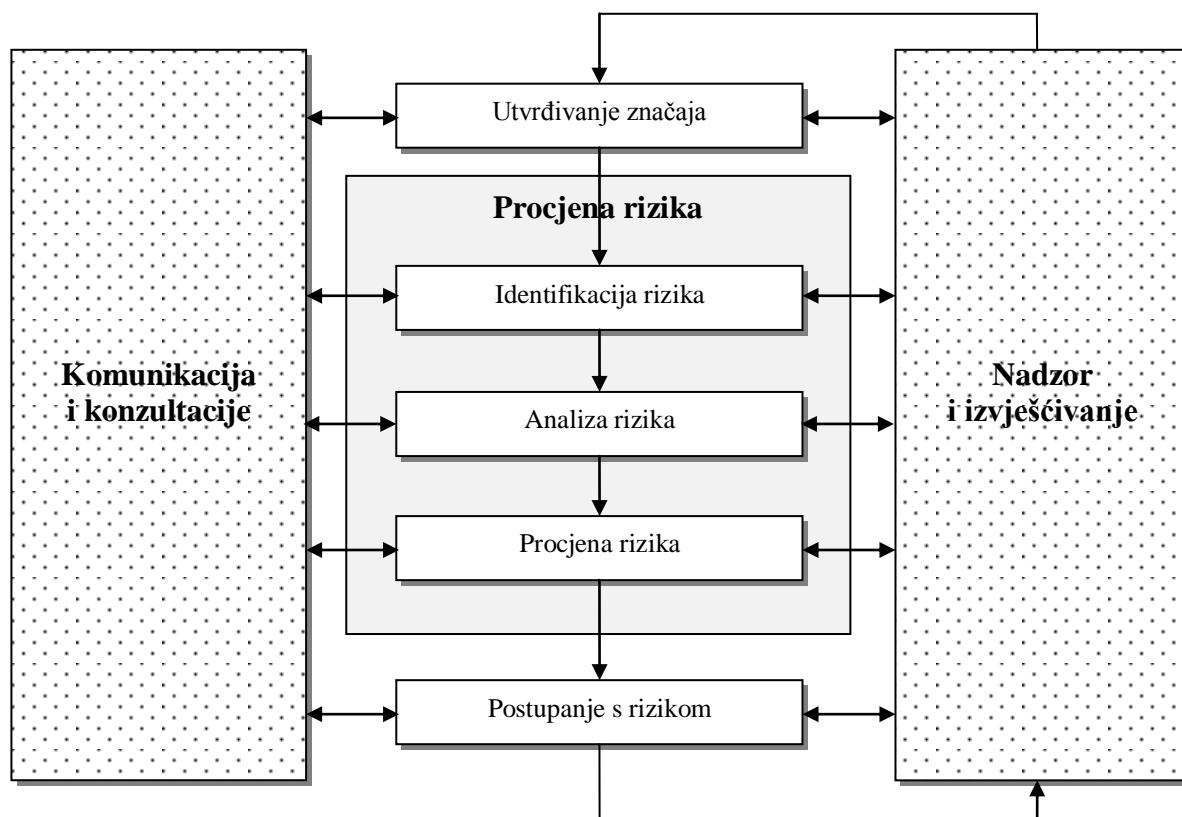 Utvrđivanje značaja
Procjena rizika
Identifikacija rizika
Komunikacija
i konzultacije
Analiza rizika
Nadzor
i izvješćivanje
Procjena rizika
Postupanje s rizikom